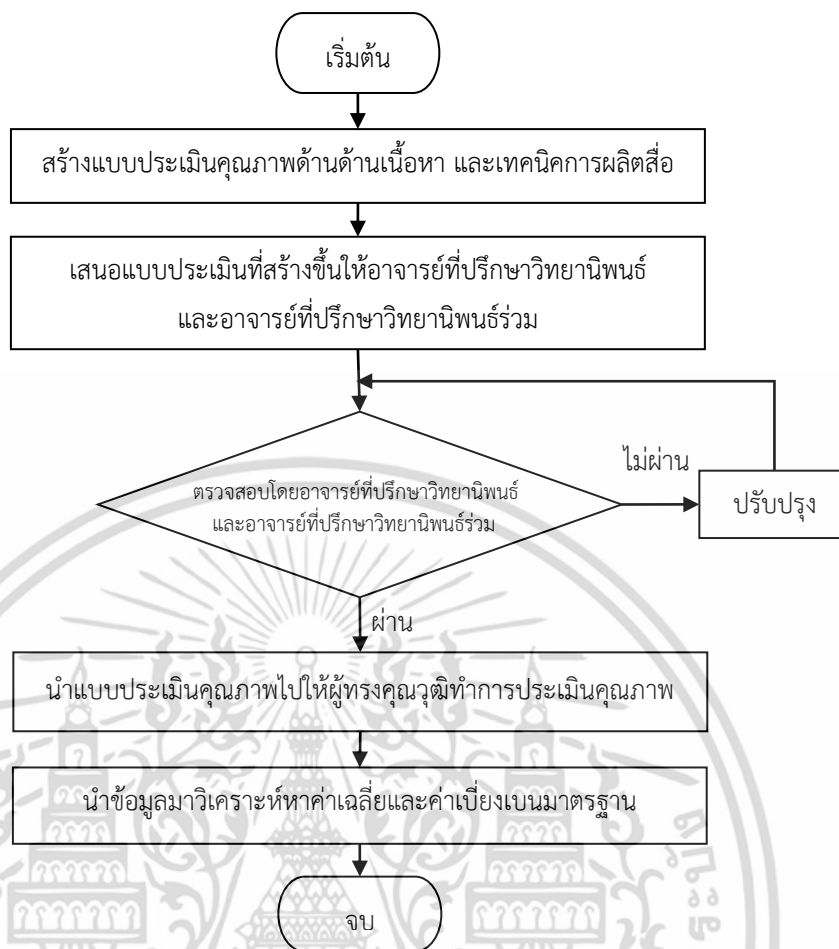 เริ่มต้น
สร้างแบบประเมินคุณภาพด้านด้านเนื้อหา และเทคนิคการผลิตสื่อ
เสนอแบบประเมินที่สร้างขึ้นให้อาจารย์ที่ปรึกษาวิทยานิพนธ์
และอาจารย์ที่ปรึกษาวิทยานิพนธ์ร่วม
ไม่ผ่าน
ตรวจสอบโดยอาจารย์ที่ปรึกษาวิทยานิพนธ์
และอาจารย์ที่ปรึกษาวิทยานิพนธ์ร่วม
ปรับปรุง
ผ่าน
นำแบบประเมินคุณภาพไปให้ผู้ทรงคุณวุฒิทำการประเมินคุณภาพ
นำข้อมูลมาวิเคราะห์หาค่าเฉลี่ยและค่าเบี่ยงเบนมาตรฐาน
จบ